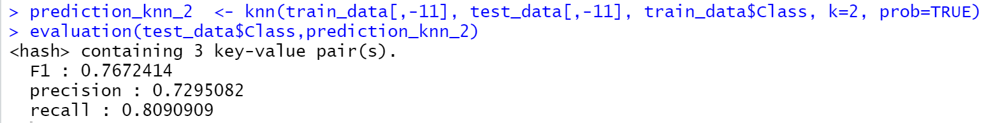 > prediction_knn_2  <- knn(train_data[,-11], test_data[,-11], train_data$Class, k=2, prob=TRUE)
> evaluation(test_data$Class,prediction_knn_2)
<hash> containing 3 key-value pair(s).
  F1 : 0.7672414
  precision : 0.7295082
  recall : 0.8090909